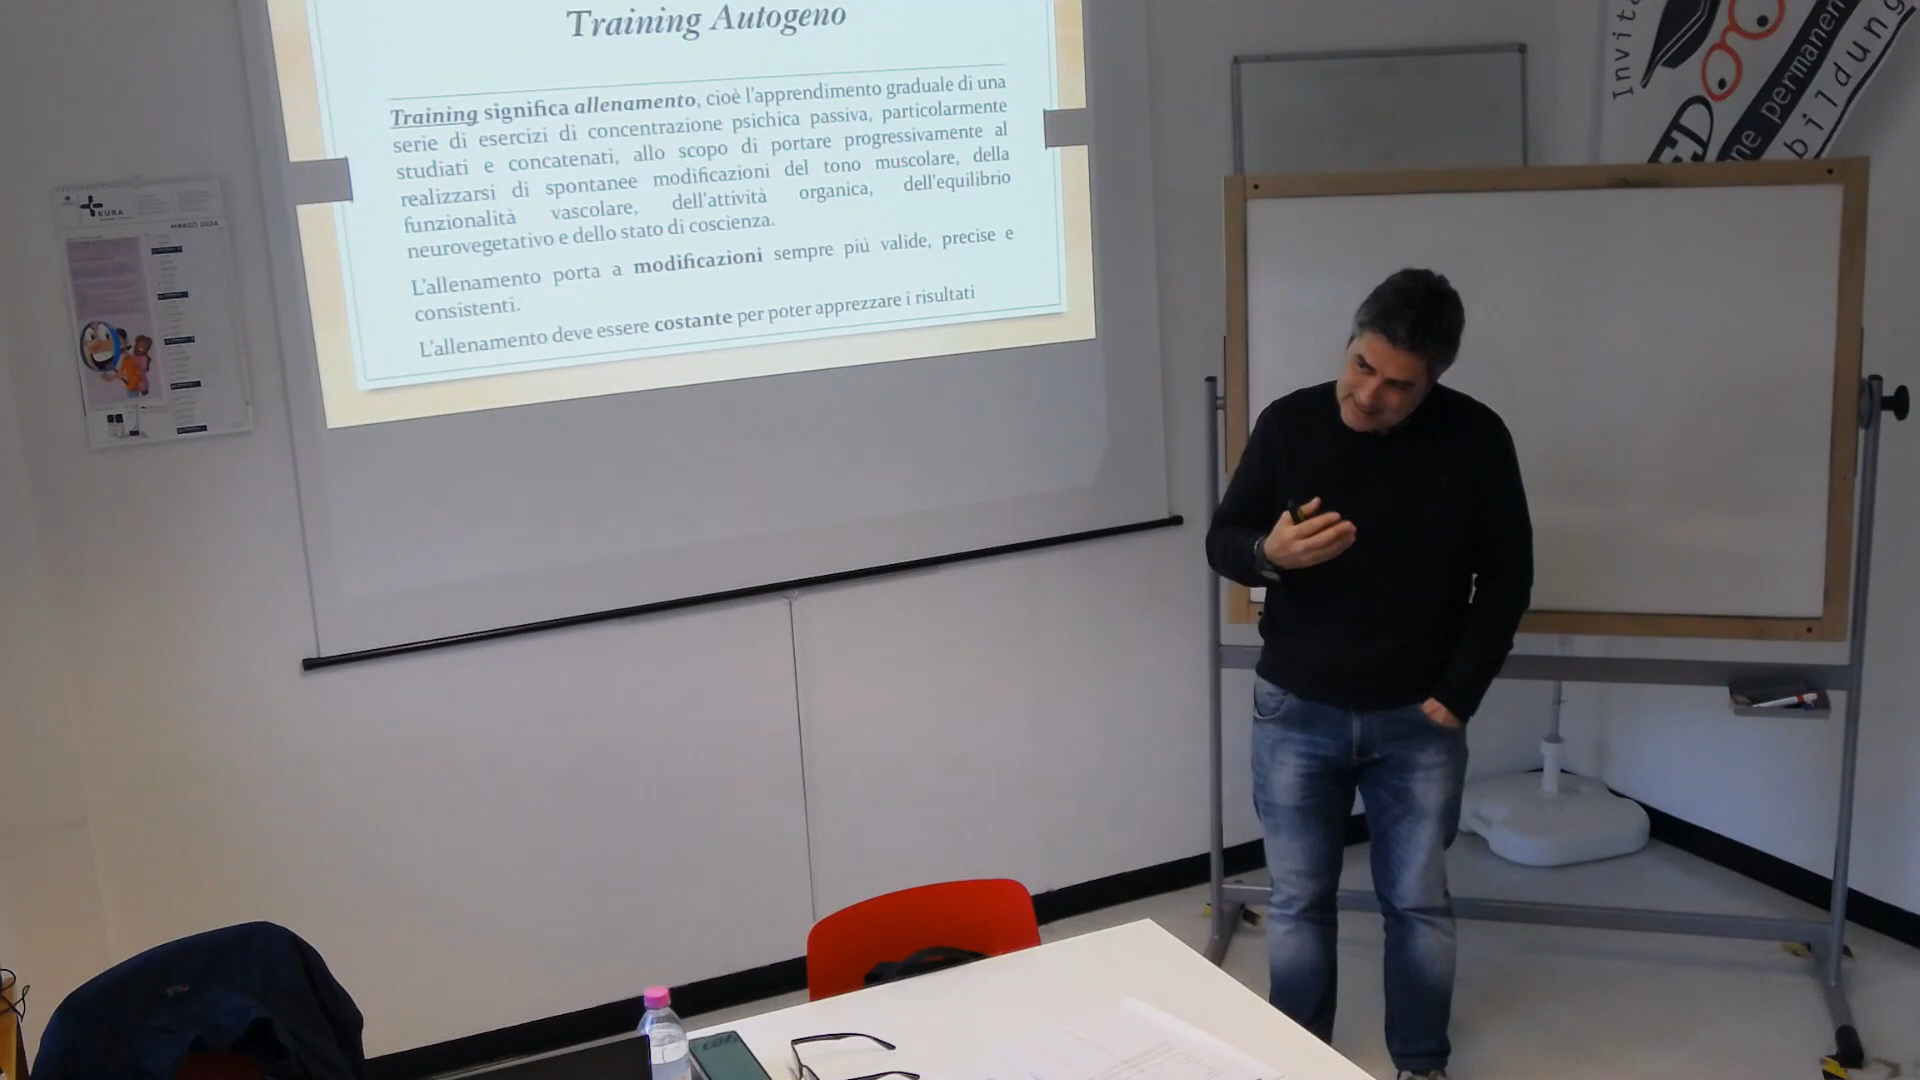 Training Autogeno
Training significa allenamento, cioè l'apprendimento graduale di una
serie di esercizi di concentrazione psichica passiva, particolarmente
studiati e concatenati, allo scopo di portare progressivamente al
realizzarsi di spontanee modificazioni del tono muscolare, della
funzionalità vascolare, dell'attività organica, dell'equilibrio
neurovegetativo e dello stato di coscienza.
L'allenamento porta a modificazioni sempre più valide, precise e
consistenti.
L'allenamento deve essere costante per poter apprezzare i risultati
KURA
MARZO 2024
permanen
bildung